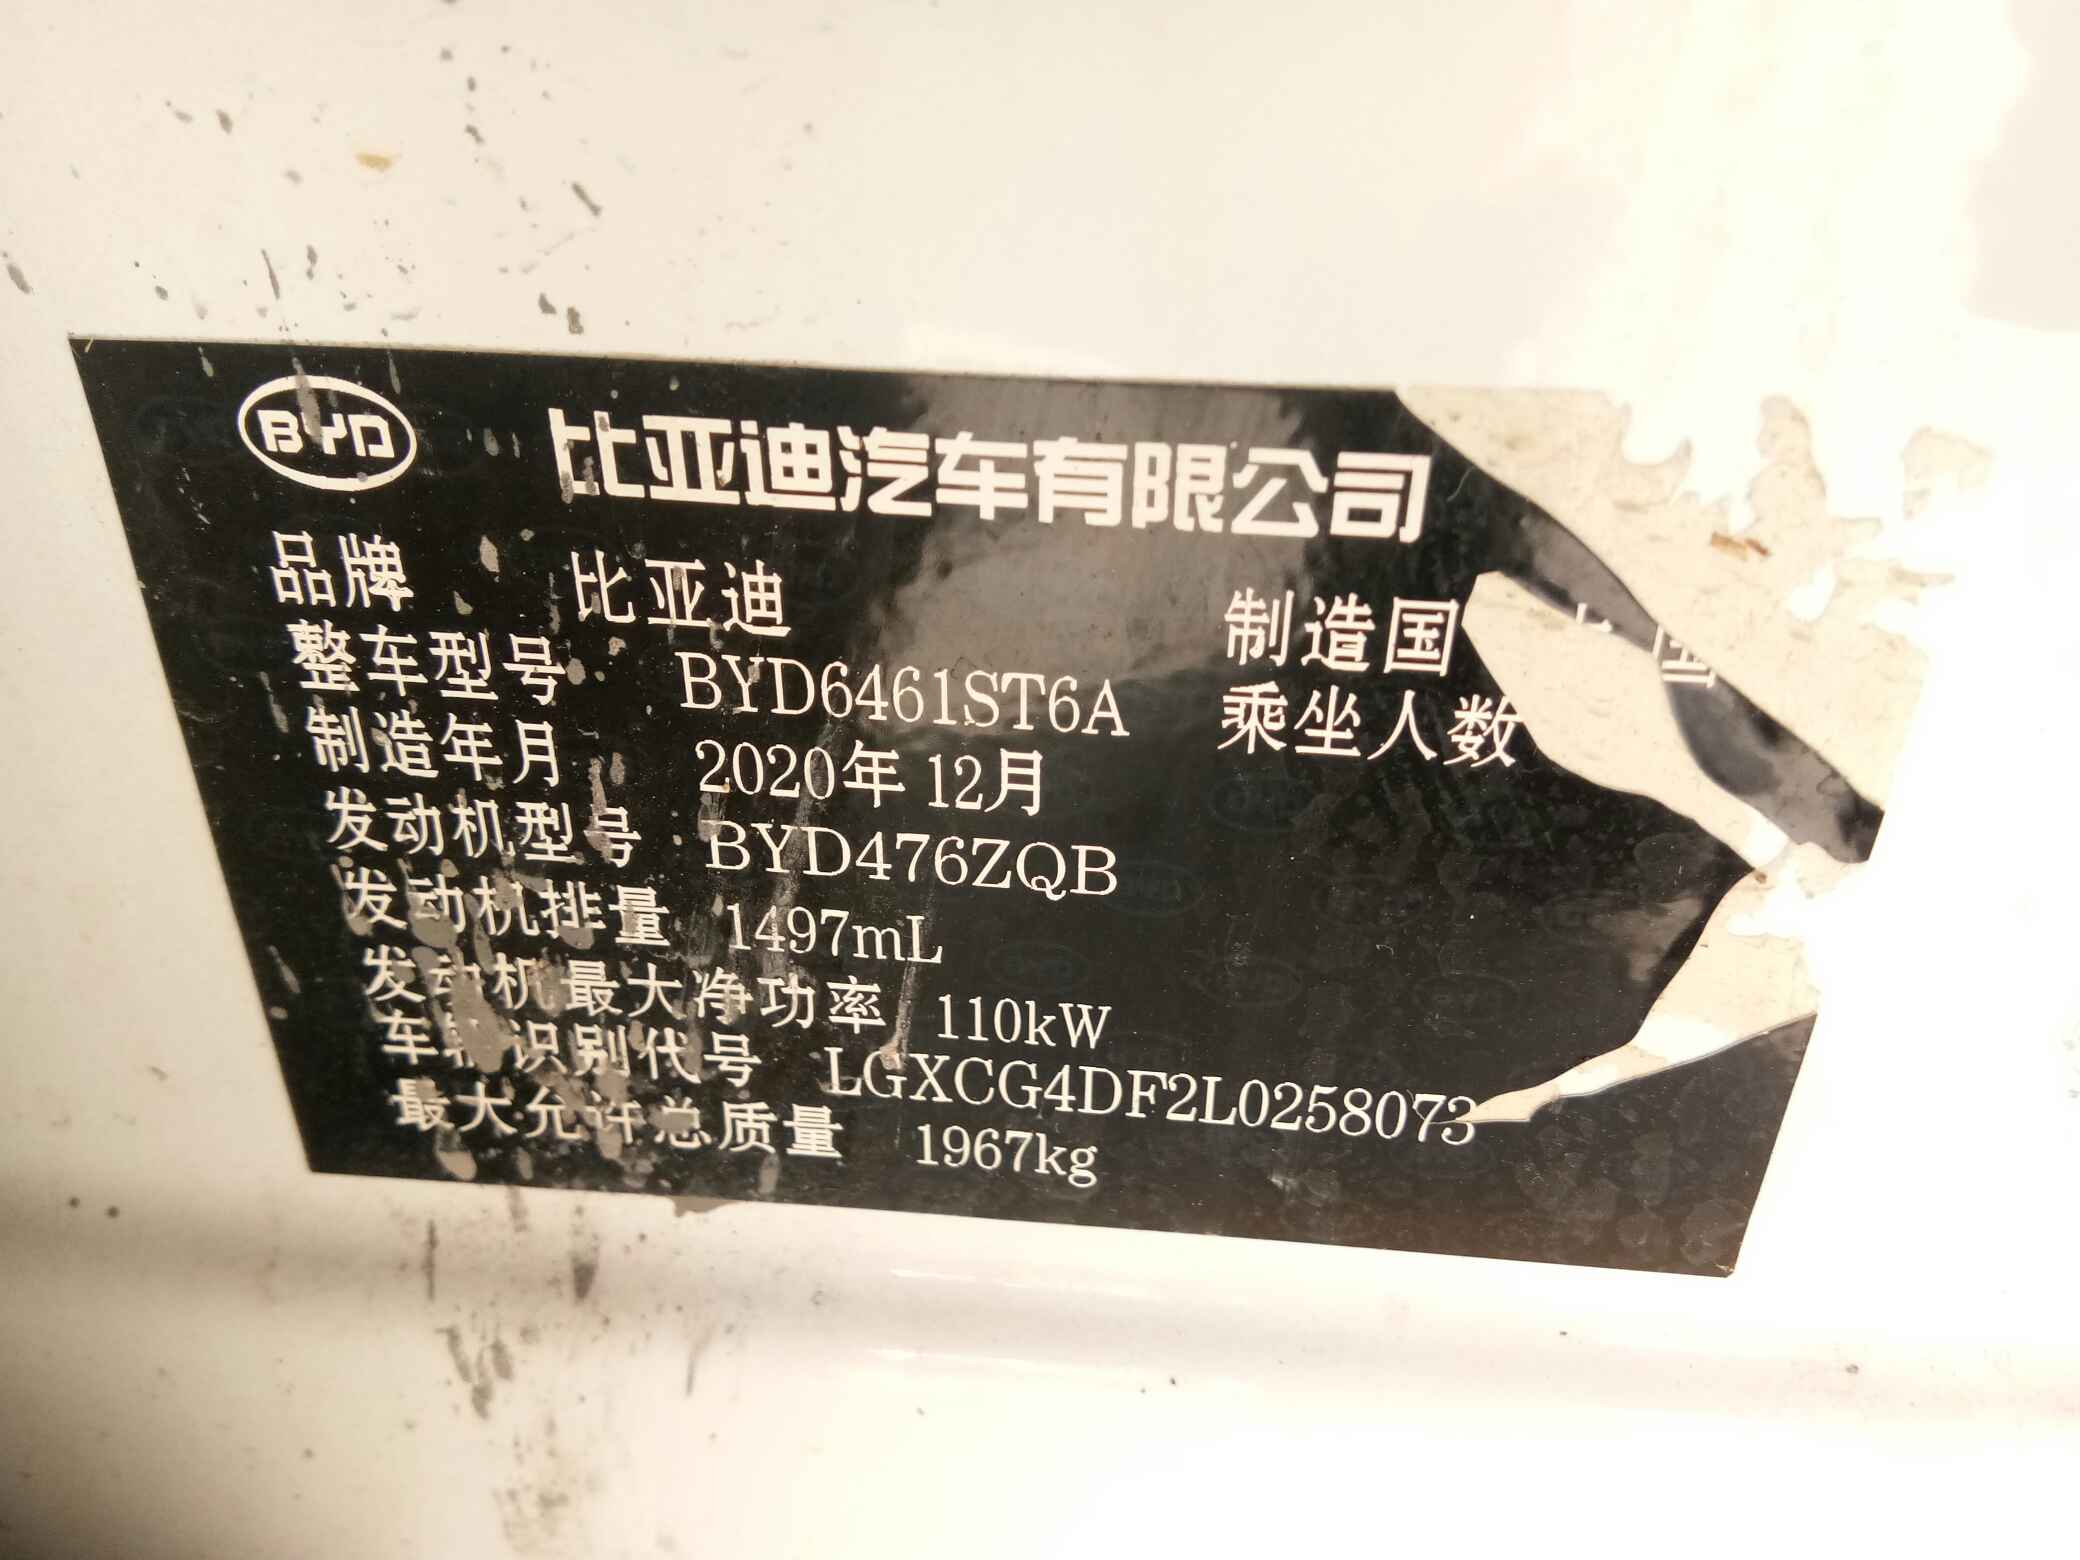 BYD 比亚迪汽车有限公司
品牌 比亚迪 制造国 国
整车型号 BYD6461ST6A 乘坐人数
制造年月 2020年12月
发动机型号 BYD476ZQB
发动机排量 1497mL
发动机最大净功率 110kW
车辆识别代号 LGXCG4DF2L0258073
最大允许总质量 1967kg